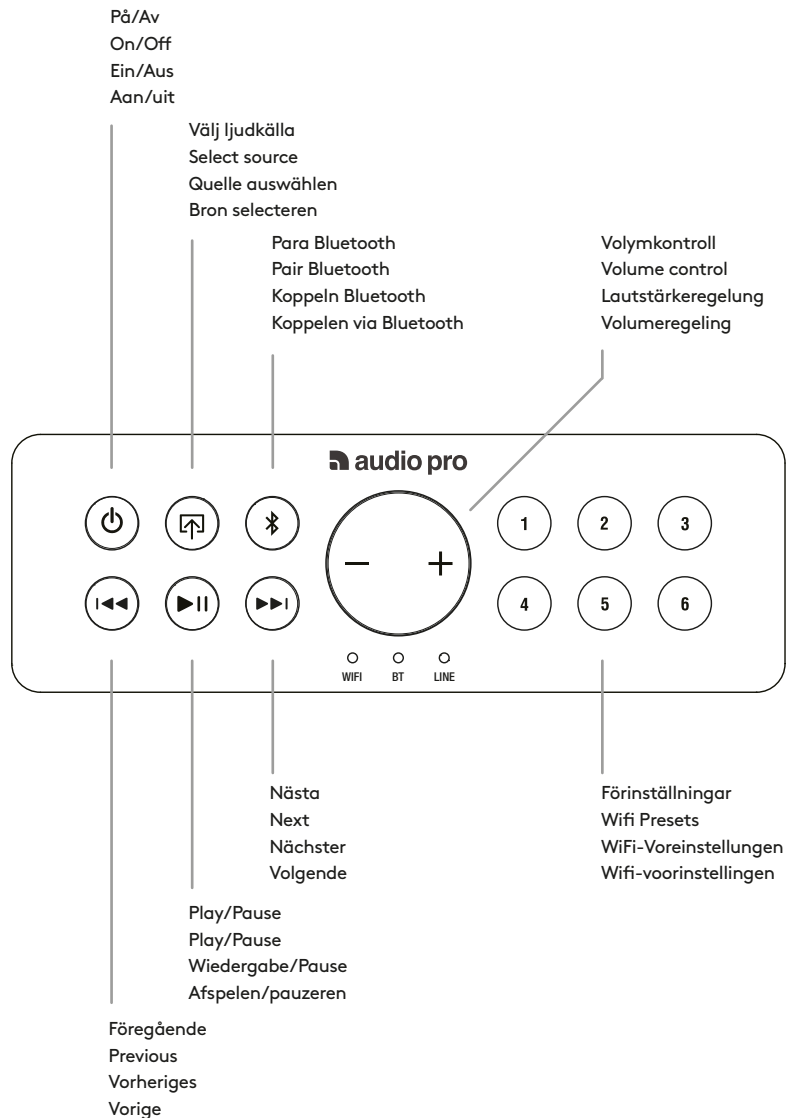 På/Av
On/Off
Ein/Aus
Aan/uit
Välj ljudkälla
Select source
Quelle auswählen
Bron selecteren
Para Bluetooth
Pair Bluetooth
Koppeln Bluetooth
Koppelen via Bluetooth
Volymkontroll
Volume control
Lautstärkeregelung
Volumeregeling
audio pro
1 2 3
− +
4 5 6
WIFI BT LINE
Nästa
Next
Nächster
Volgende
Förinställningar
Wifi Presets
WiFi-Voreinstellungen
Wifi-voorinstellingen
Play/Pause
Play/Pause
Wiedergabe/Pause
Afspelen/pauzeren
Föregående
Previous
Vorheriges
Vorige